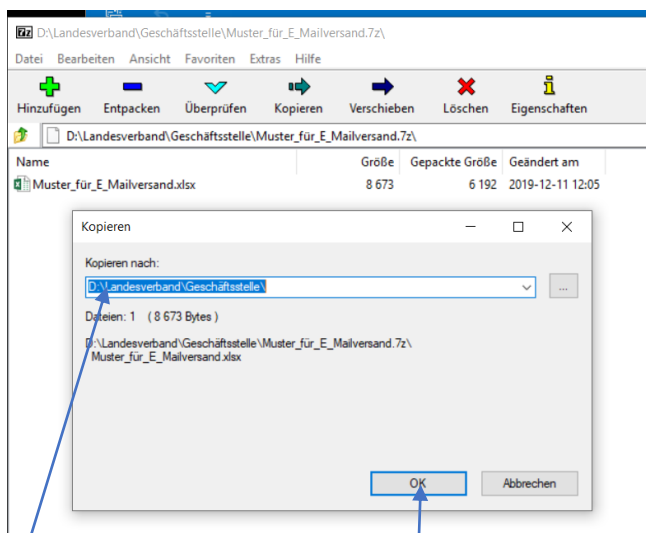 7z D:\Landesverband\Geschäftsstelle\Muster_für_E_Mailversand.7z\
Datei Bearbeiten Ansicht Favoriten Extras Hilfe
Hinzufügen Entpacken Überprüfen Kopieren Verschieben Löschen Eigenschaften
D:\Landesverband\Geschäftsstelle\Muster_für_E_Mailversand.7z\
Name Größe Gepackte Größe Geändert am
Muster_für_E_Mailversand.xlsx 8 673 6 192 2019-12-11 12:05
Kopieren
Kopieren nach:
D:\Landesverband\Geschäftsstelle\
...
Dateien: 1 ( 8 673 Bytes )
D:\Landesverband\Geschäftsstelle\Muster_für_E_Mailversand.7z\
Muster_für_E_Mailversand.xlsx
OK Abbrechen